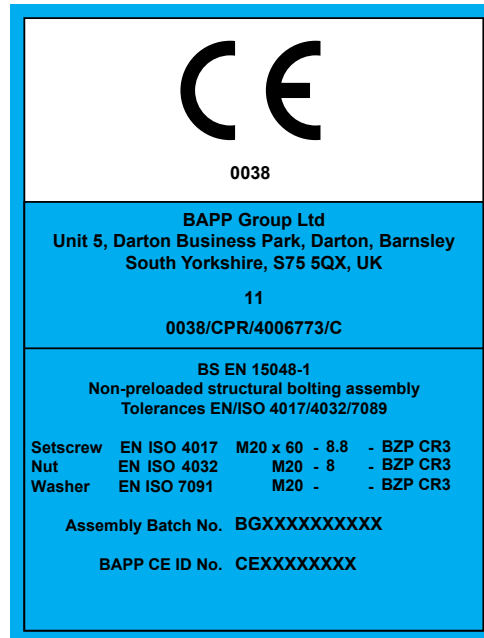 CE
0038
BAPP Group Ltd
Unit 5, Darton Business Park, Darton, Barnsley
South Yorkshire, S75 5QX, UK
11
0038/CPR/4006773/C
BS EN 15048-1
Non-preloaded structural bolting assembly
Tolerances EN/ISO 4017/4032/7089
Setscrew EN ISO 4017 M20 x 60 - 8.8 - BZP CR3
Nut EN ISO 4032 M20 - 8 - BZP CR3
Washer EN ISO 7091 M20 - - BZP CR3
Assembly Batch No. BGXXXXXXXXXX
BAPP CE ID No. CEXXXXXXXX